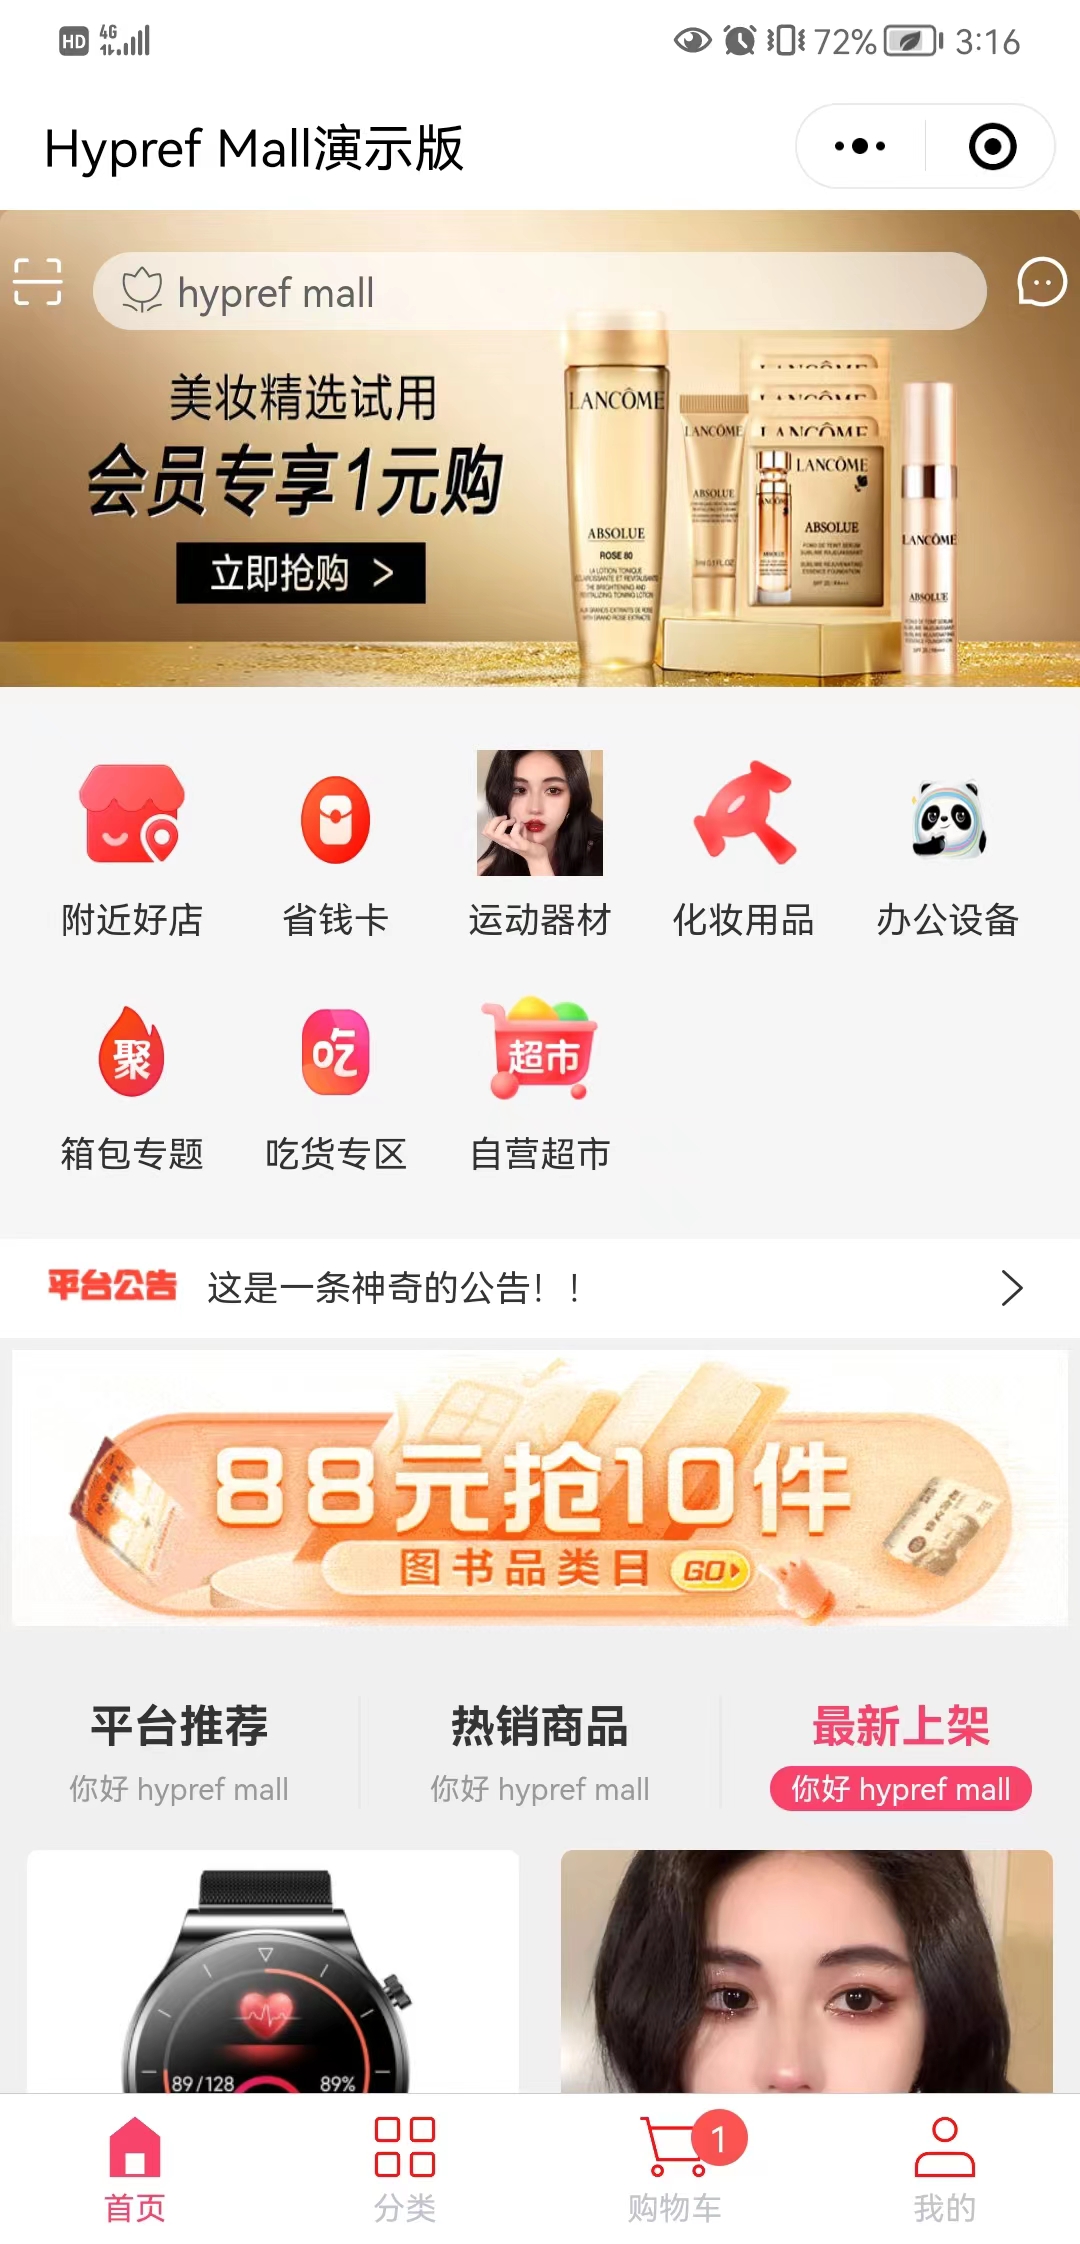 HD 4G 72% 3:16
Hypref Mall演示版
hypref mall
美妆精选试用
会员专享1元购
立即抢购 >
LANCÔME
LANCÔME
LANCÔME
LANCÔME
ABSOLUE
ABSOLUE
ROSE 80
ABSOLUE
ABSOLUE
附近好店 省钱卡 运动器材 化妆用品 办公设备
聚 吃 超市
箱包专题 吃货专区 自营超市
平台公告 这是一条神奇的公告！！
88元抢10件
图书品类日 GO
平台推荐 热销商品 最新上架
你好 hypref mall 你好 hypref mall 你好 hypref mall
89/128 89%
1
首页 分类 购物车 我的